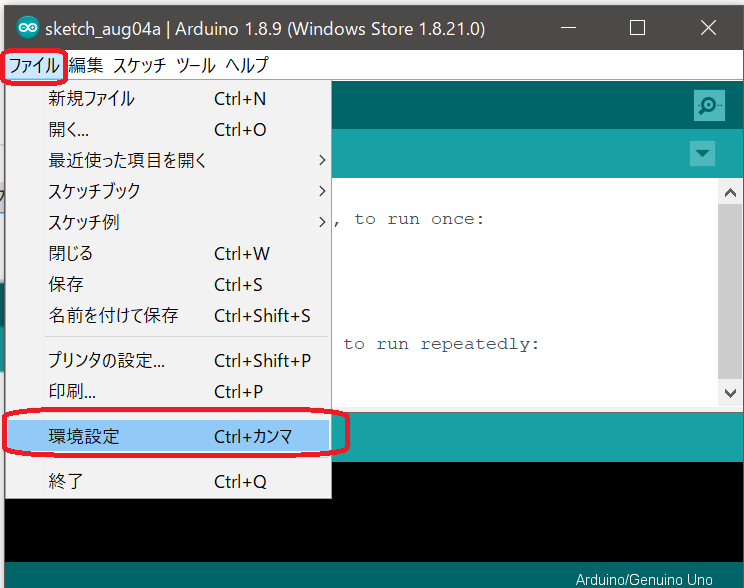 sketch_aug04a | Arduino 1.8.9 (Windows Store 1.8.21.0)
ファイル 編集 スケッチ ツール ヘルプ
新規ファイル Ctrl+N
開く... Ctrl+O
最近使った項目を開く
スケッチブック
スケッチ例
, to run once:
閉じる Ctrl+W
保存 Ctrl+S
名前を付けて保存 Ctrl+Shift+S
to run repeatedly:
プリンタの設定... Ctrl+Shift+P
印刷... Ctrl+P
環境設定 Ctrl+カンマ
終了 Ctrl+Q
Arduino/Genuino Uno